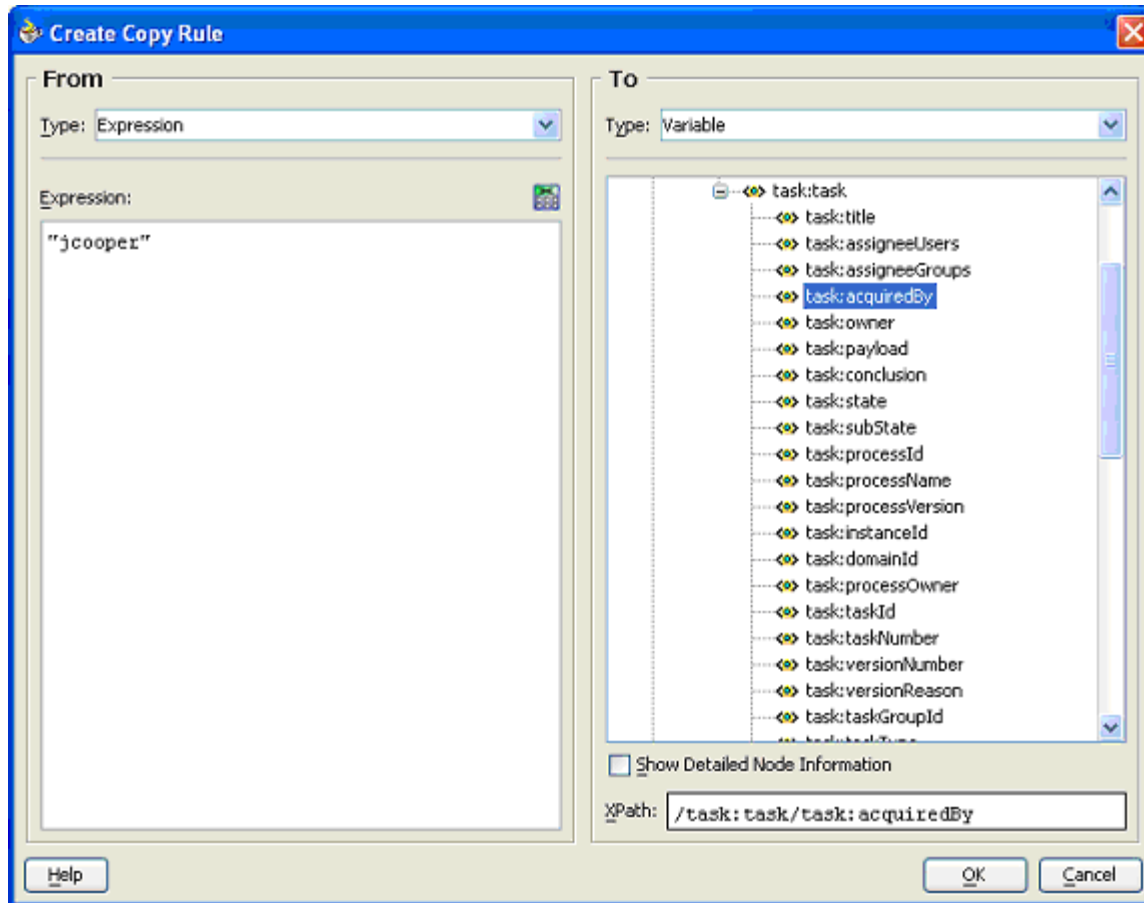 Create Copy Rule
From
Type: Expression
Expression:
"jcooper"
To
Type: Variable
task:task
task:title
task:assigneeUsers
task:assigneeGroups
task:acquiredBy
task:owner
task:payload
task:conclusion
task:state
task:subState
task:processId
task:processName
task:processVersion
task:instanceId
task:domainId
task:processOwner
task:taskId
task:taskNumber
task:versionNumber
task:versionReason
task:taskGroupId
Show Detailed Node Information
XPath: /task:task/task:acquiredBy
Help
OK
Cancel